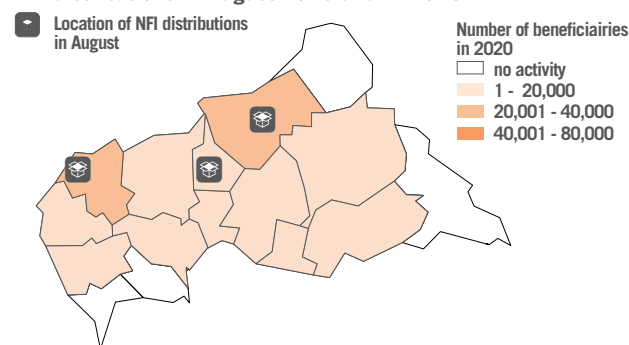 Location of NFI distributions
in August
Number of beneficiairies
in 2020
no activity
1 - 20,000
20,001 - 40,000
40,001 - 80,000